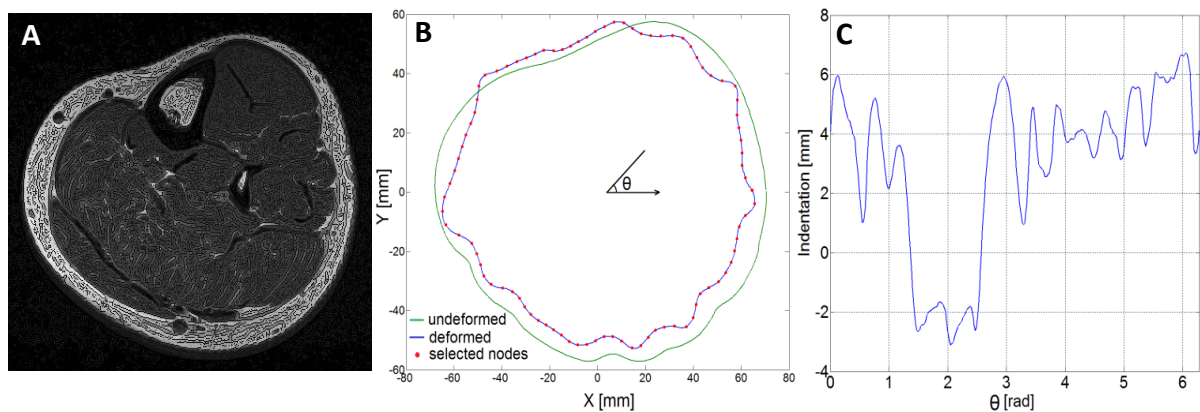 A
B
60
40
20
0
-20
-40
-60
Y [mm]
θ
undeformed
deformed
selected nodes
-80 -60 -40 -20 0 20 40 60 80
X [mm]
C
8
6
4
2
0
-2
-4
Indentation [mm]
0 1 2 3 4 5 6
θ [rad]